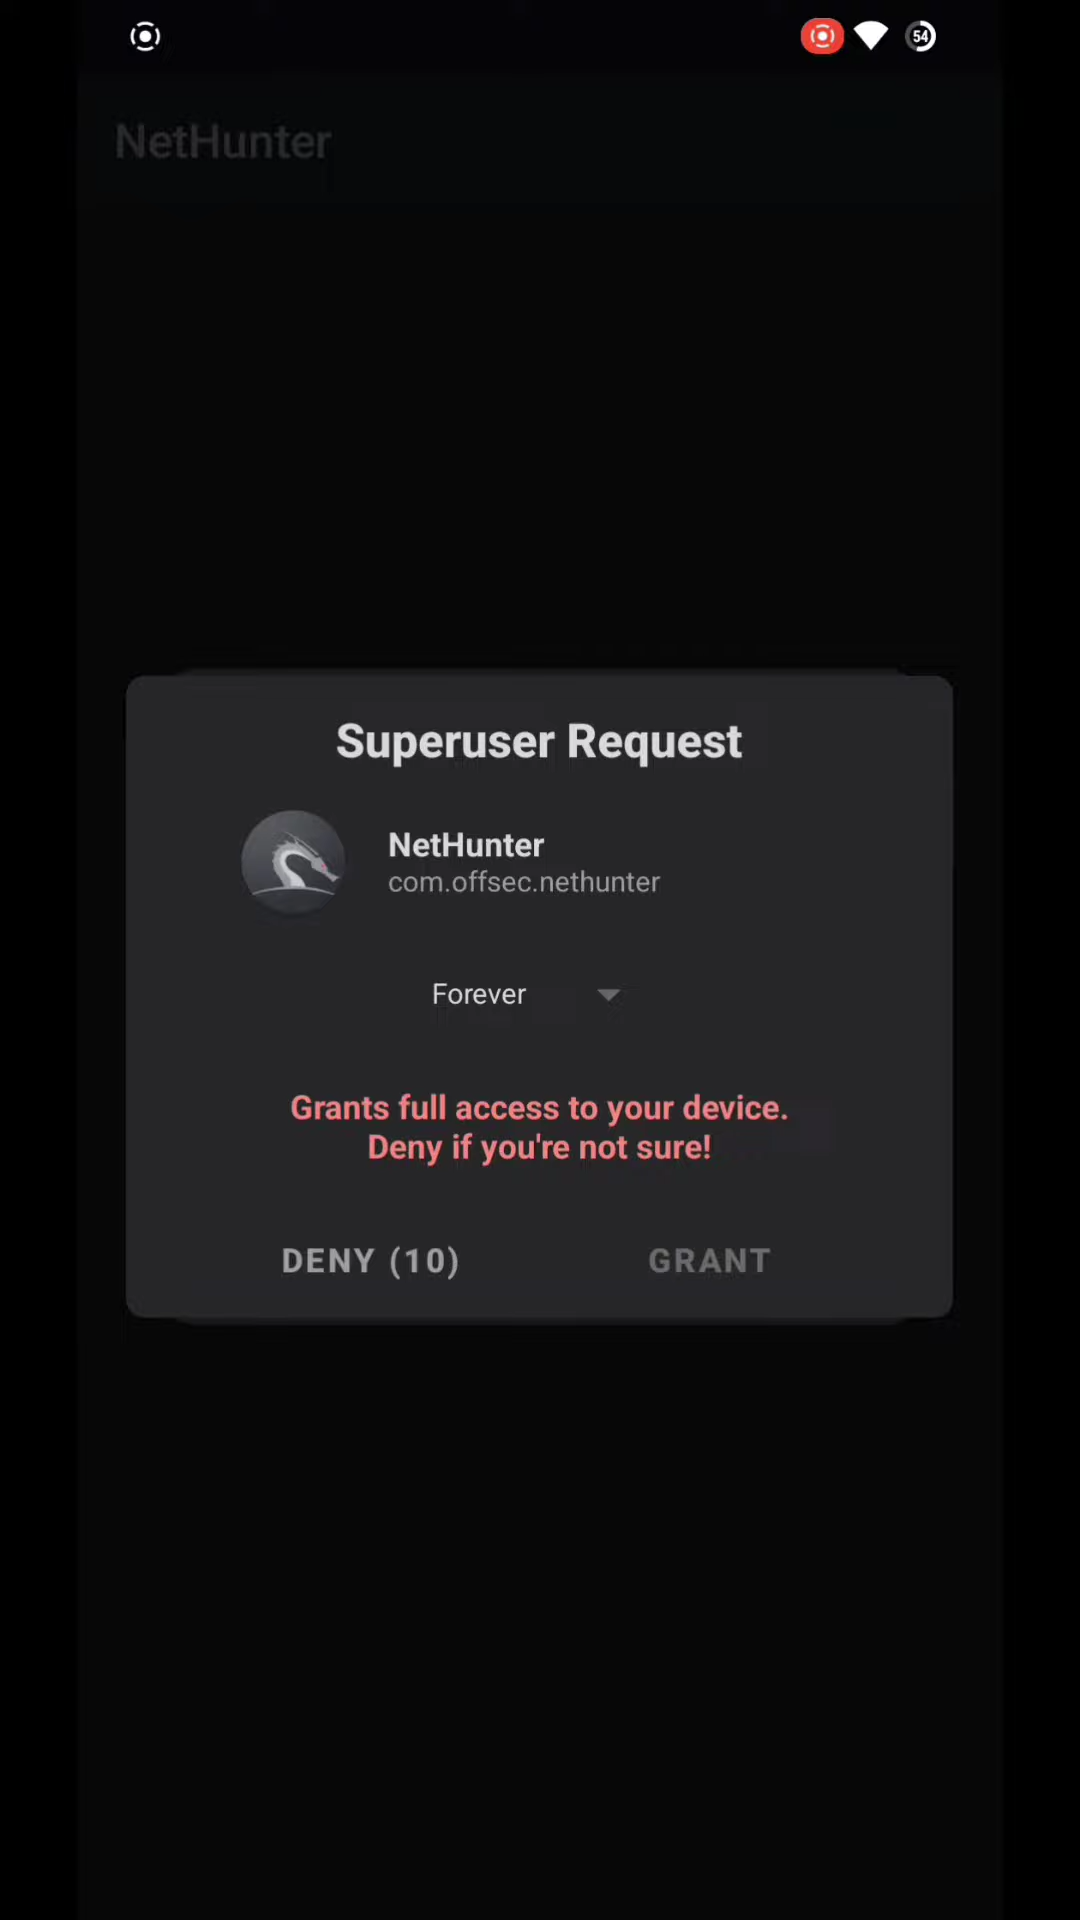 54
NetHunter
Superuser Request
NetHunter
com.offsec.nethunter
Forever
Grants full access to your device.
Deny if you're not sure!
DENY (10)
GRANT